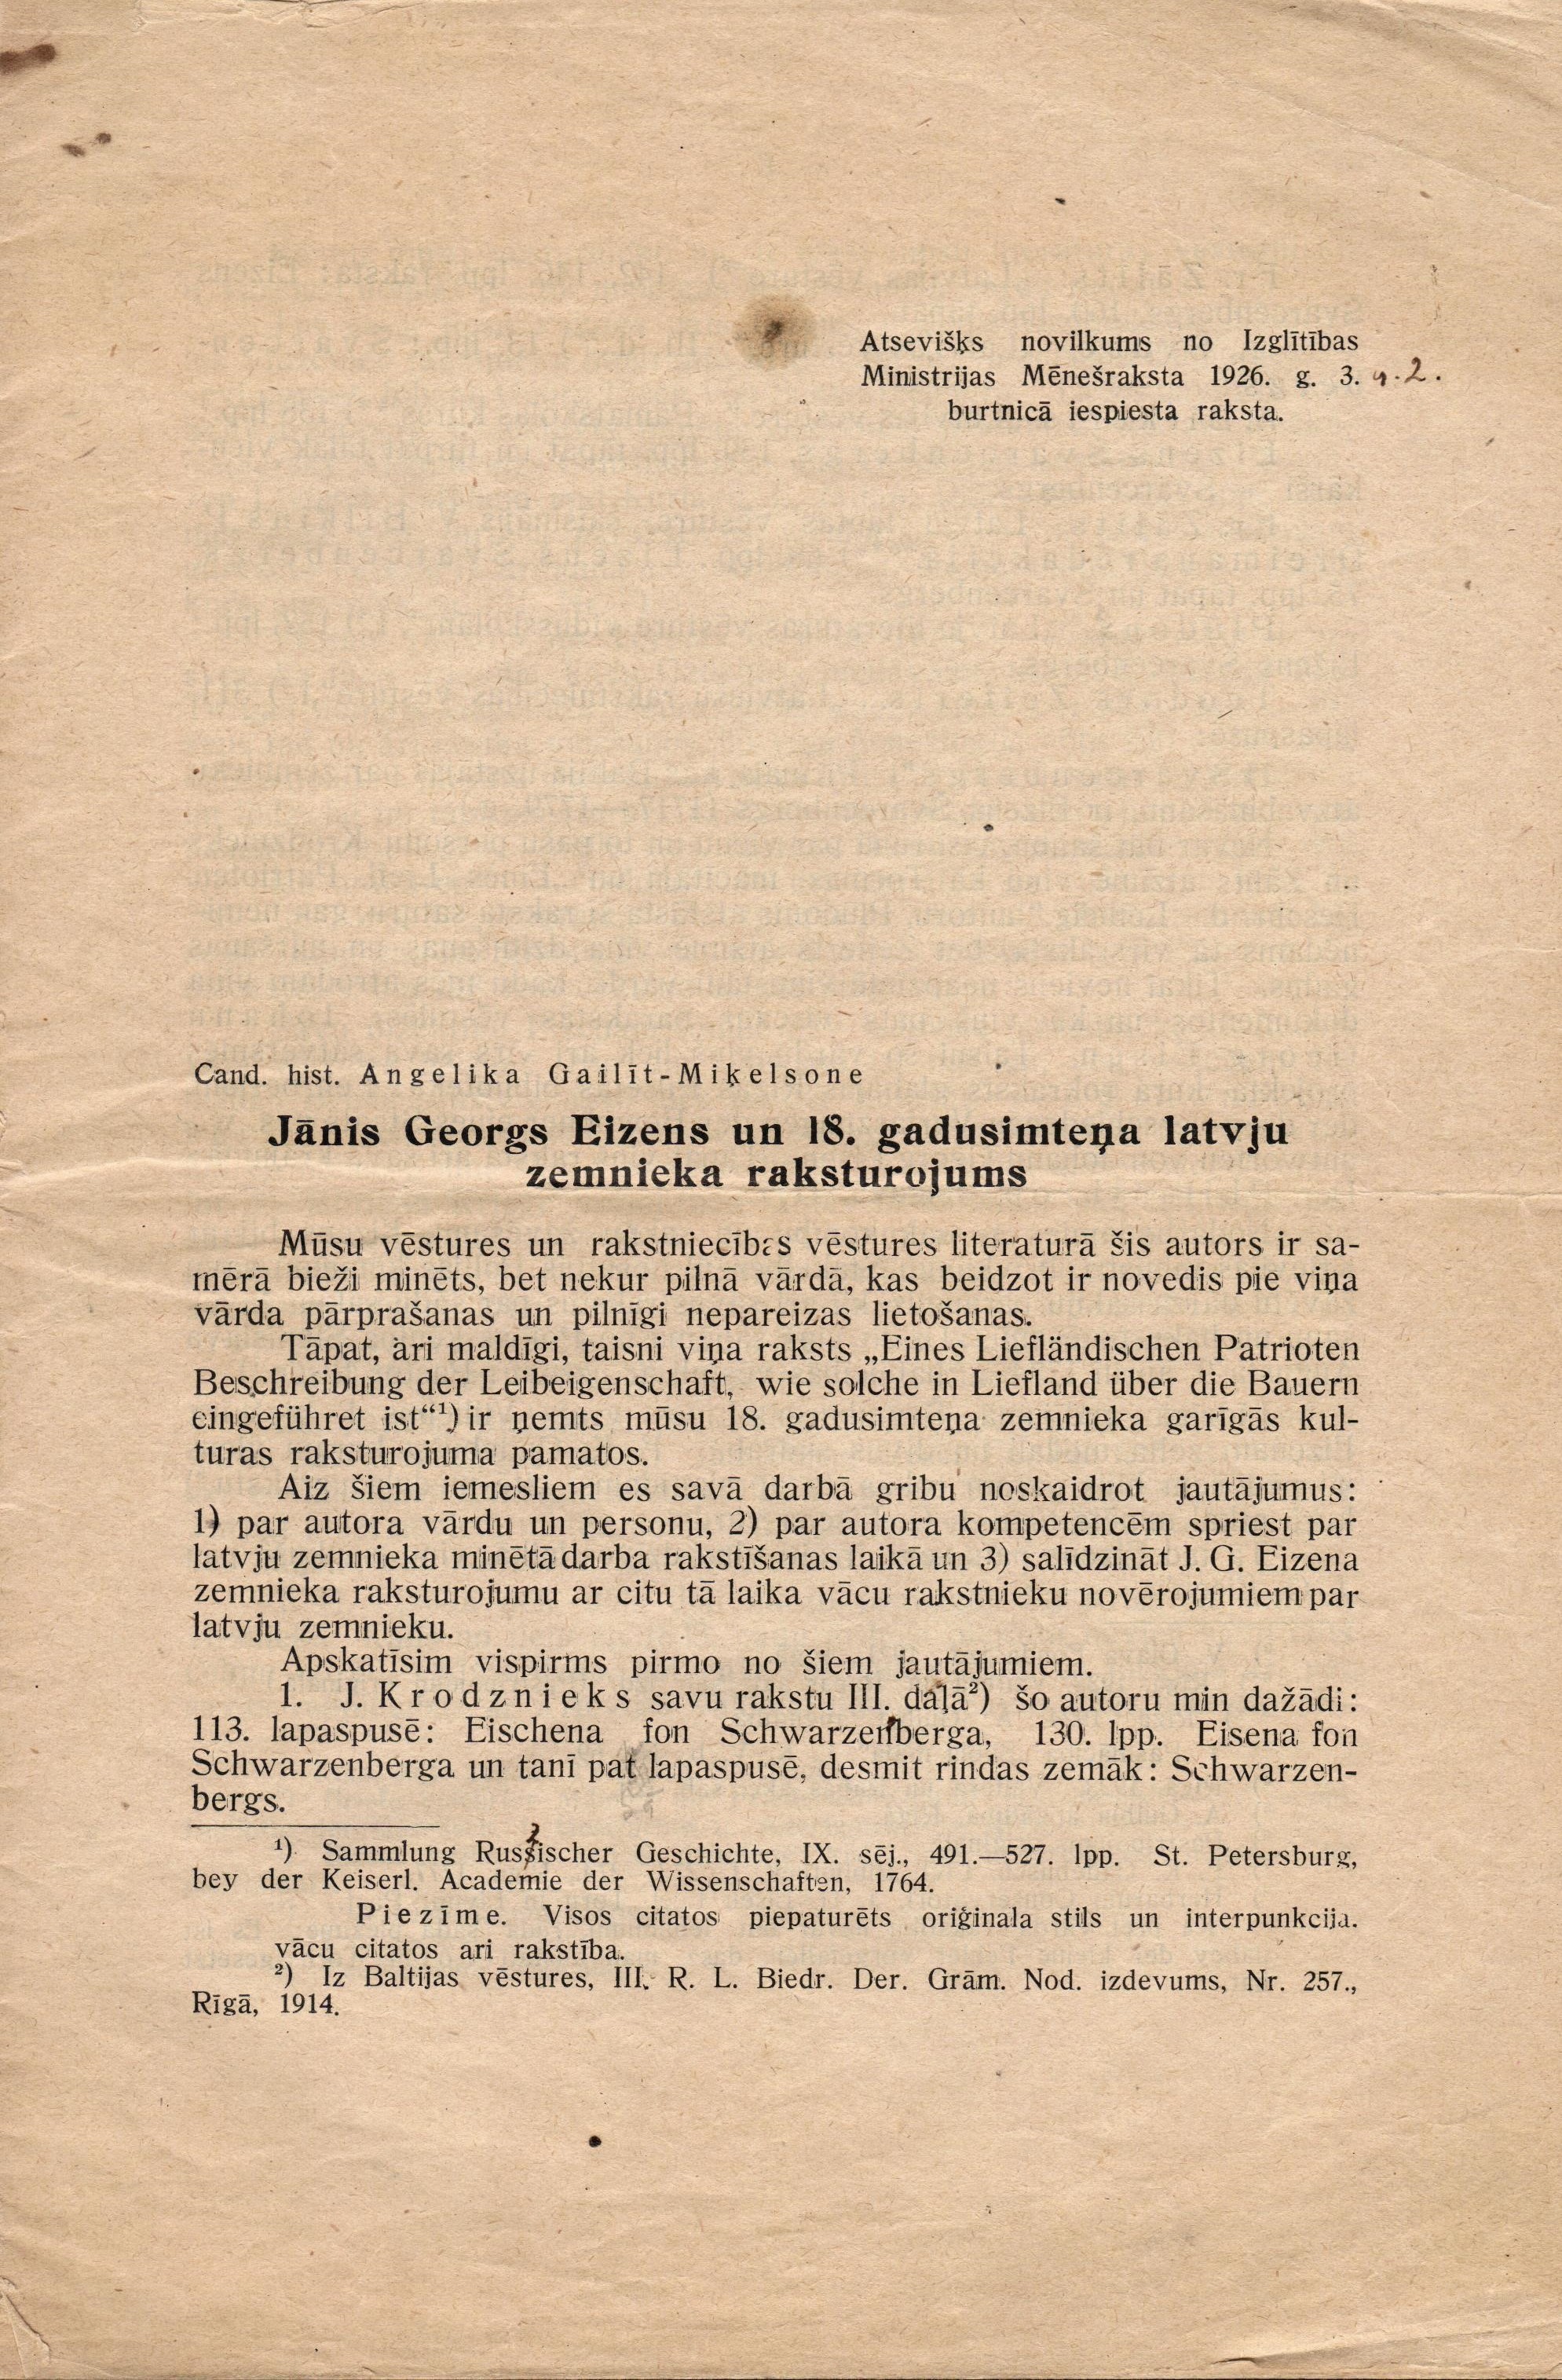 Atsevišķs novilkums no Izglītības
Ministrijas Mēnešraksta 1926. g. 3. 2.
burtnicā iespiesta raksta.
Cand. hist. Angelika Gailīt-Miķelsone
Jānis Georgs Eizens un 18. gadusimteņa latvju
zemnieka raksturojums
Mūsu vēstures un rakstniecības vēstures literaturā šis autors ir sa-
mērā bieži minēts, bet nekur pilnā vārdā, kas beidzot ir novedis pie viņa
vārda pārprašanas un pilnīgi nepareizas lietošanas.
Tāpat, ari maldīgi, taisni viņa raksts „Eines Liefländischen Patrioten
Beschreibung der Leibeigenschaft, wie solche in Liefland über die Bauern
eingeführet ist“¹) ir ņemts mūsu 18. gadusimteņa zemnieka garīgās kul-
turas raksturojuma pamatos.
Aiz šiem iemesliem es savā darbā gribu noskaidrot jautājumus:
1) par autora vārdu un personu, 2) par autora kompetencēm spriest par
latvju zemnieka minētā darba rakstīšanas laikā un 3) salīdzināt J. G. Eizena
zemnieka raksturojumu ar citu tā laika vācu rakstnieku novērojumiem par
latvju zemnieku.
Apskatīsim vispirms pirmo no šiem jautājumiem.
1. J. Krodznieks savu rakstu III. daļā²) šo autoru min dažādi:
113. lapaspusē: Eischena fon Schwarzenberga, 130. lpp. Eisena fon
Schwarzenberga un tanī pat lapaspusē, desmit rindas zemāk: Schwarzen-
bergs.
¹) Sammlung Russischer Geschichte, IX. sēj., 491.—527. lpp. St. Petersburg,
bey der Keiserl. Academie der Wissenschaften, 1764.
Piezīme. Visos citatos piepaturēts oriģinala stils un interpunkcija.
vācu citatos ari rakstība.
²) Iz Baltijas vēstures, III. R. L. Biedr. Der. Grām. Nod. izdevums, Nr. 257.,
Rīgā, 1914.